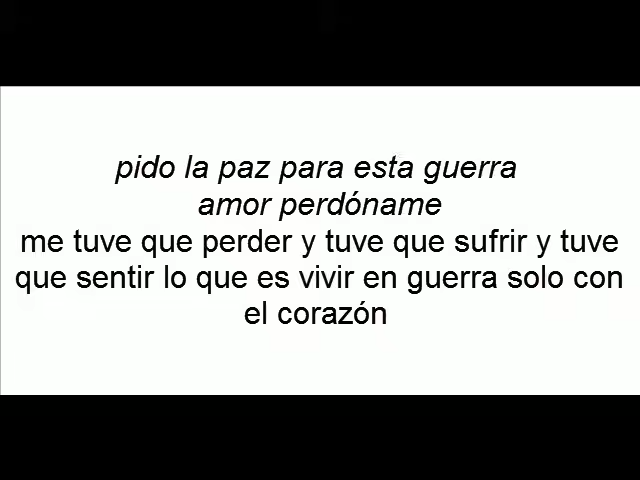 pido la paz para esta guerra
amor perdóname
me tuve que perder y tuve que sufrir y tuve
que sentir lo que es vivir en guerra solo con
el corazón